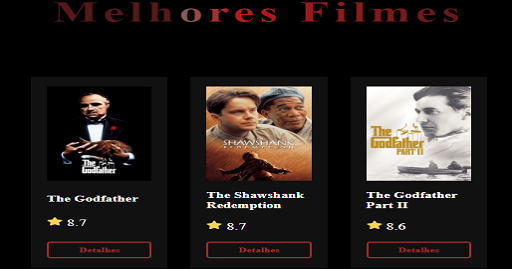 Melhores Filmes
The Godfather
SHAWSHANK
REDEMPTION
The Godfather
PART II
The Godfather
8.7
Detalhes
The Shawshank
Redemption
8.7
Detalhes
The Godfather
Part II
8.6
Detalhes